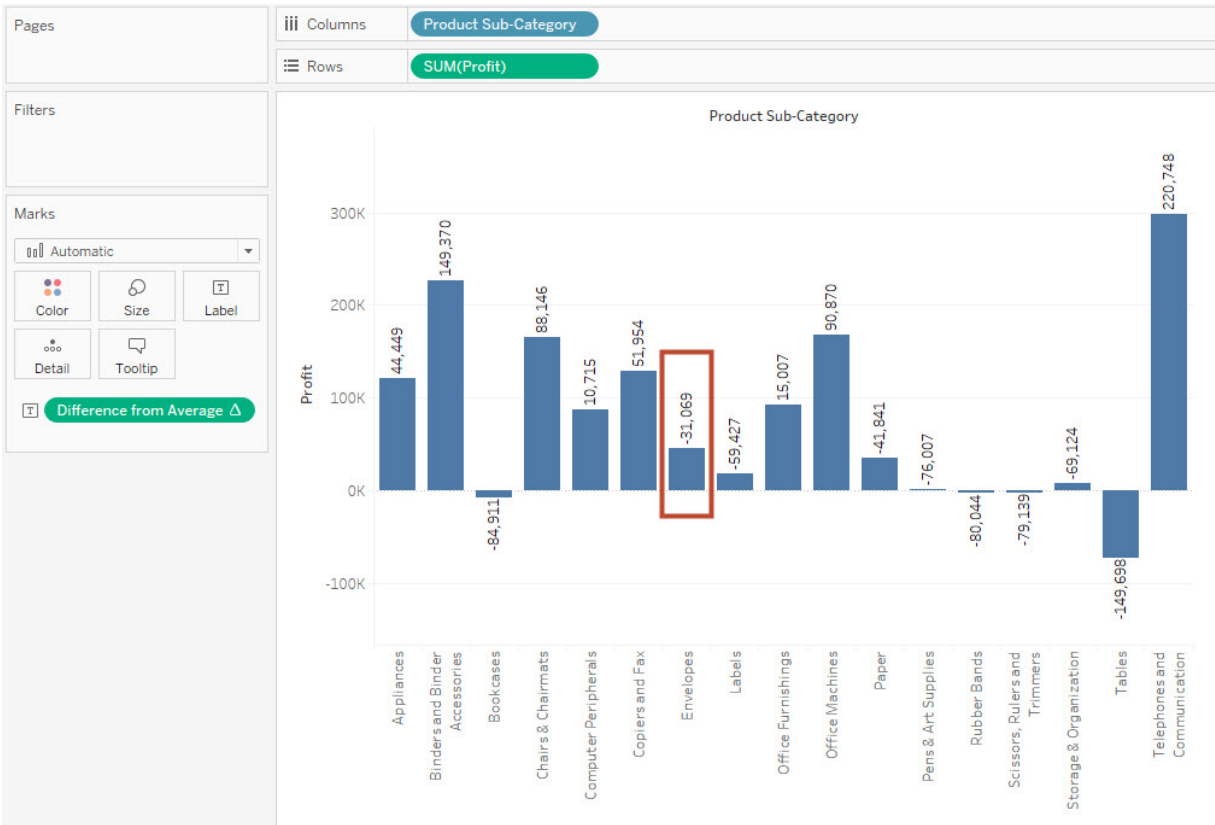 Pages
Columns
Product Sub-Category
Rows
SUM(Profit)
Filters
Marks
Automatic
Color
Size
Label
Detail
Tooltip
Difference from Average Δ
Product Sub-Category
Profit
300K
200K
100K
0K
-100K
44,449
149,370
-84,911
88,146
10,715
51,954
-31,069
-59,427
15,007
90,870
-41,841
-76,007
-80,044
-79,139
-69,124
-149,698
220,748
Appliances
Binders and Binder
Accessories
Bookcases
Chairs & Chairmats
Computer Peripherals
Copiers and Fax
Envelopes
Labels
Office Furnishings
Office Machines
Paper
Pens & Art Supplies
Rubber Bands
Scissors, Rulers and
Trimmers
Storage & Organization
Tables
Telephones and
Communication